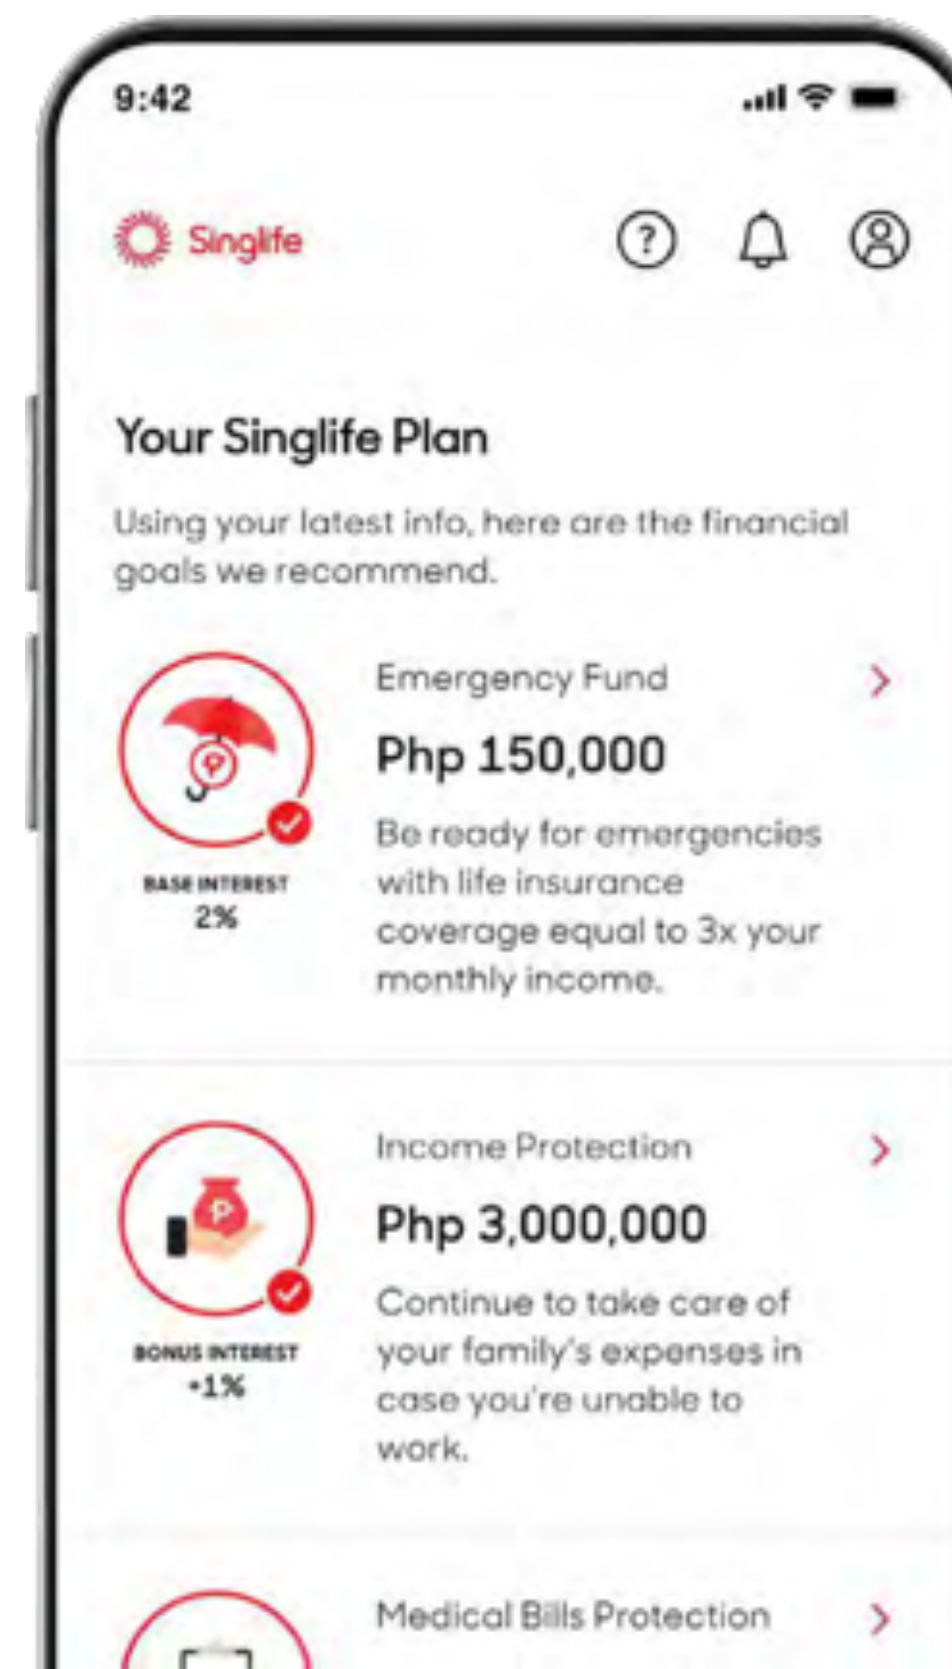 9:42
Singlife
?
Your Singlife Plan
Using your latest info, here are the financial
goals we recommend.
Emergency Fund
Php 150,000
Be ready for emergencies
with life insurance
coverage equal to 3x your
monthly income.
BASE INTEREST
2%
Income Protection
Php 3,000,000
Continue to take care of
your family's expenses in
case you're unable to
work.
BONUS INTEREST
+1%
Medical Bills Protection